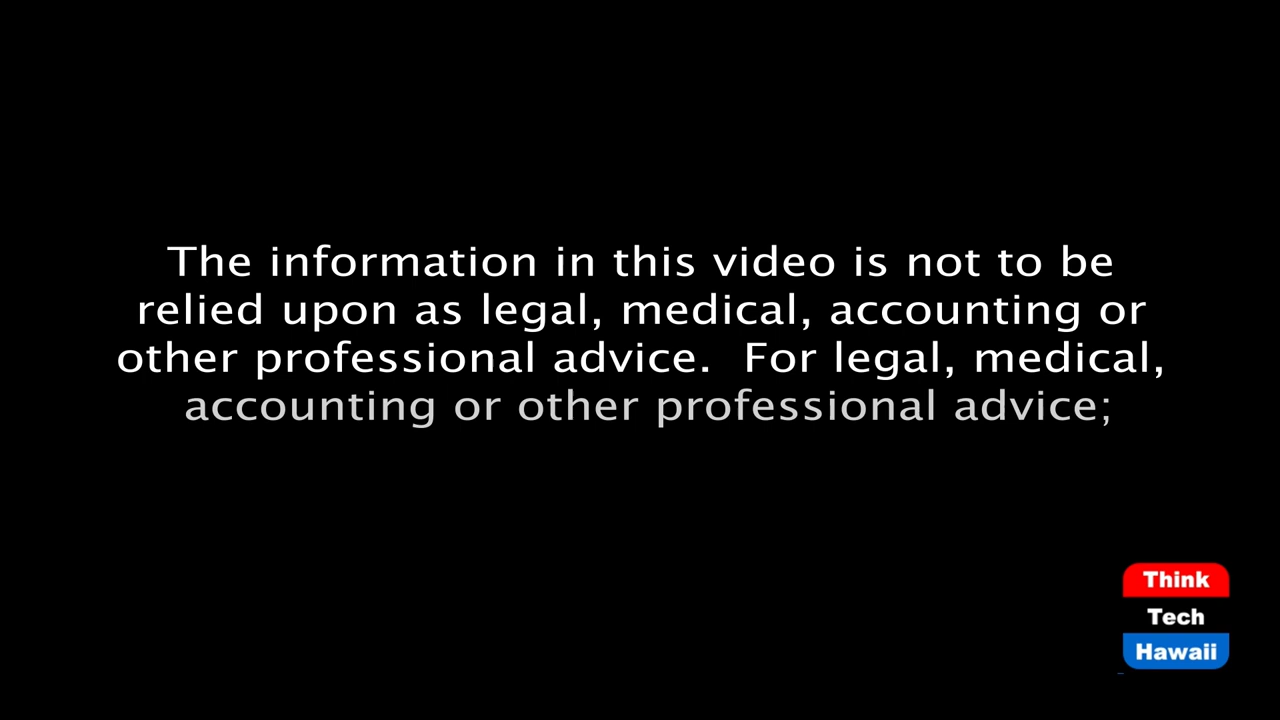 The information in this video is not to be
relied upon as legal, medical, accounting or
other professional advice.  For legal, medical,
accounting or other professional advice;
Think
Tech
Hawaii